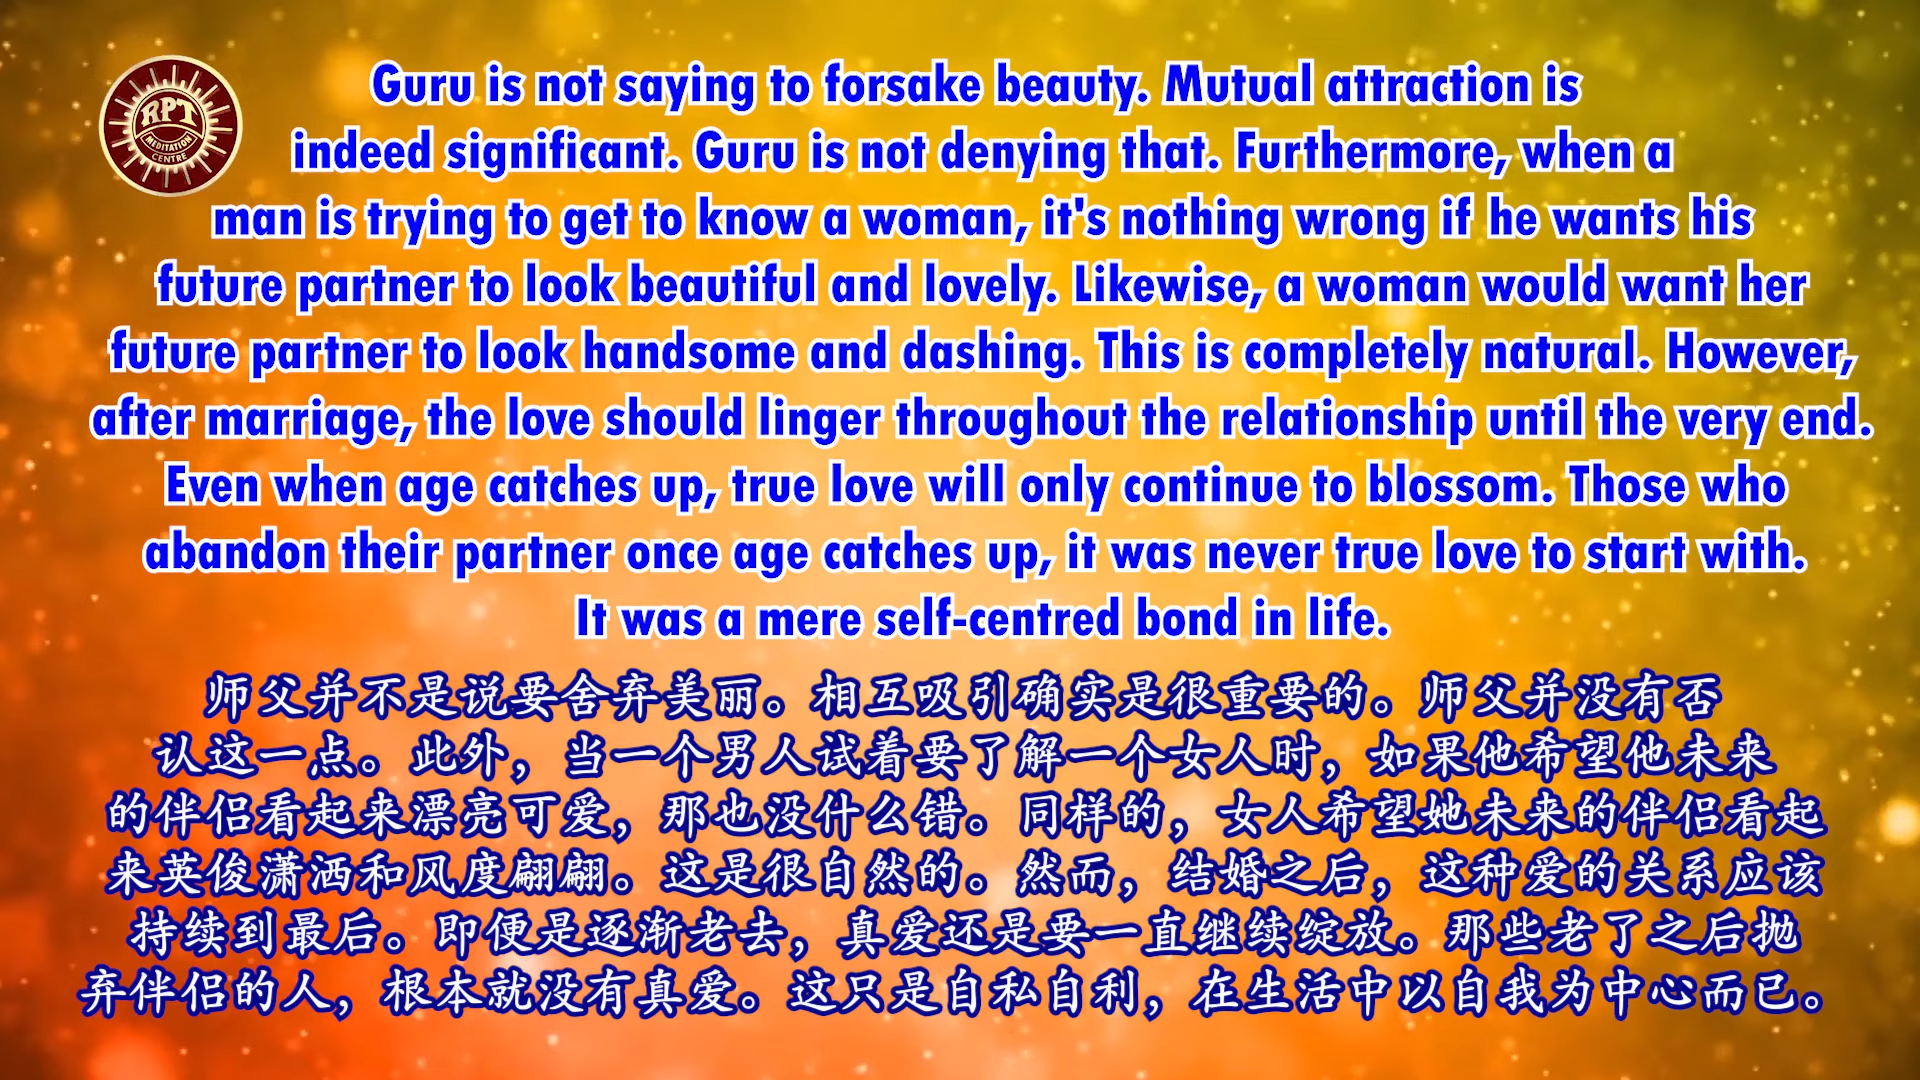 RPT
MEDITATION
CENTRE
Guru is not saying to forsake beauty. Mutual attraction is
indeed significant. Guru is not denying that. Furthermore, when a
man is trying to get to know a woman, it's nothing wrong if he wants his
future partner to look beautiful and lovely. Likewise, a woman would want her
future partner to look handsome and dashing. This is completely natural. However,
after marriage, the love should linger throughout the relationship until the very end.
Even when age catches up, true love will only continue to blossom. Those who
abandon their partner once age catches up, it was never true love to start with.
It was a mere self-centred bond in life.
师父并不是说要舍弃美丽。相互吸引确实是很重要的。师父并没有否
认这一点。此外，当一个男人试着要了解一个女人时，如果他希望他未来
的伴侣看起来漂亮可爱，那也没什么错。同样的，女人希望她未来的伴侣看起
来英俊潇洒和风度翩翩。这是很自然的。然而，结婚之后，这种爱的关系应该
持续到最后。即便是逐渐老去，真爱还是要一直继续绽放。那些老了之后抛
弃伴侣的人，根本就没有真爱。这只是自私自利，在生活中以自我为中心而已。